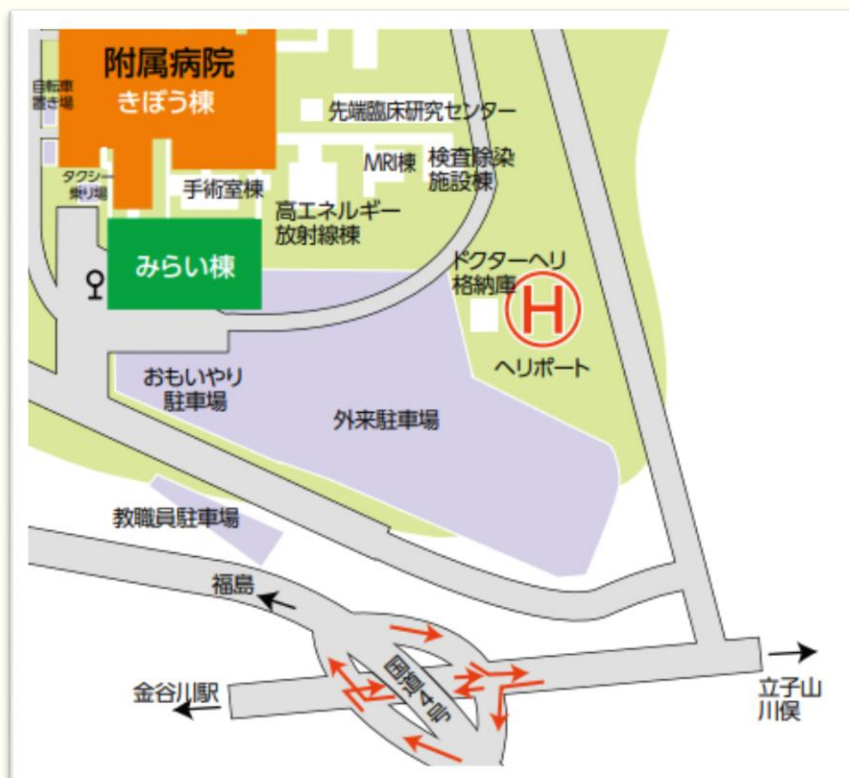 附属病院
きぼう棟
自転車
置き場
先端臨床研究センター
MRI棟
検査除染
施設棟
タクシー
乗り場
手術室棟
高エネルギー
放射線棟
みらい棟
ドクターヘリ
格納庫
H
ヘリポート
おもいやり
駐車場
外来駐車場
教職員駐車場
福島
国道4号
金谷川駅
立子山
川俣